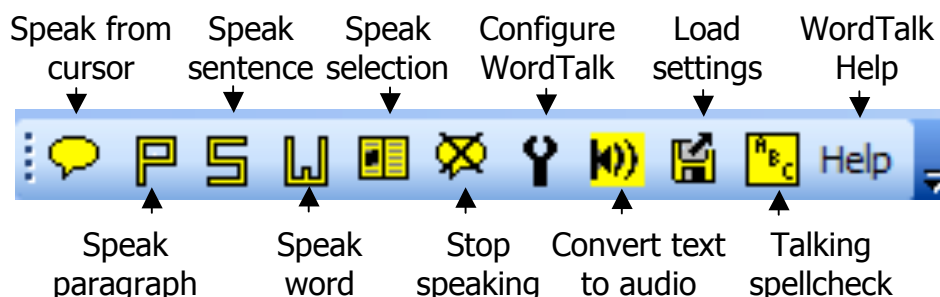 Speak from cursor
Speak sentence
Speak selection
Configure WordTalk
Load settings
WordTalk Help
P S W A B C Help
Speak paragraph
Speak word
Stop speaking
Convert text to audio
Talking spellcheck